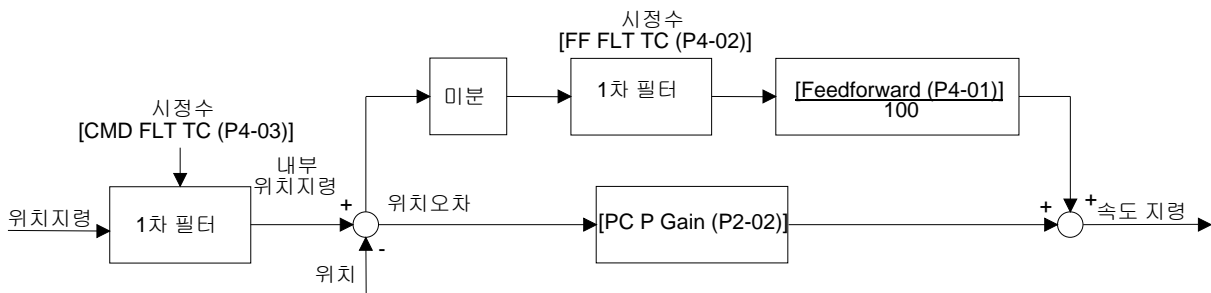 시정수
[FF FLT TC (P4-02)]
미분
1차 필터
[Feedforward (P4-01)]
100
시정수
[CMD FLT TC (P4-03)]
내부
위치지령
위치지령
1차 필터
+
-
위치오차
위치
[PC P Gain (P2-02)]
+
+
속도 지령